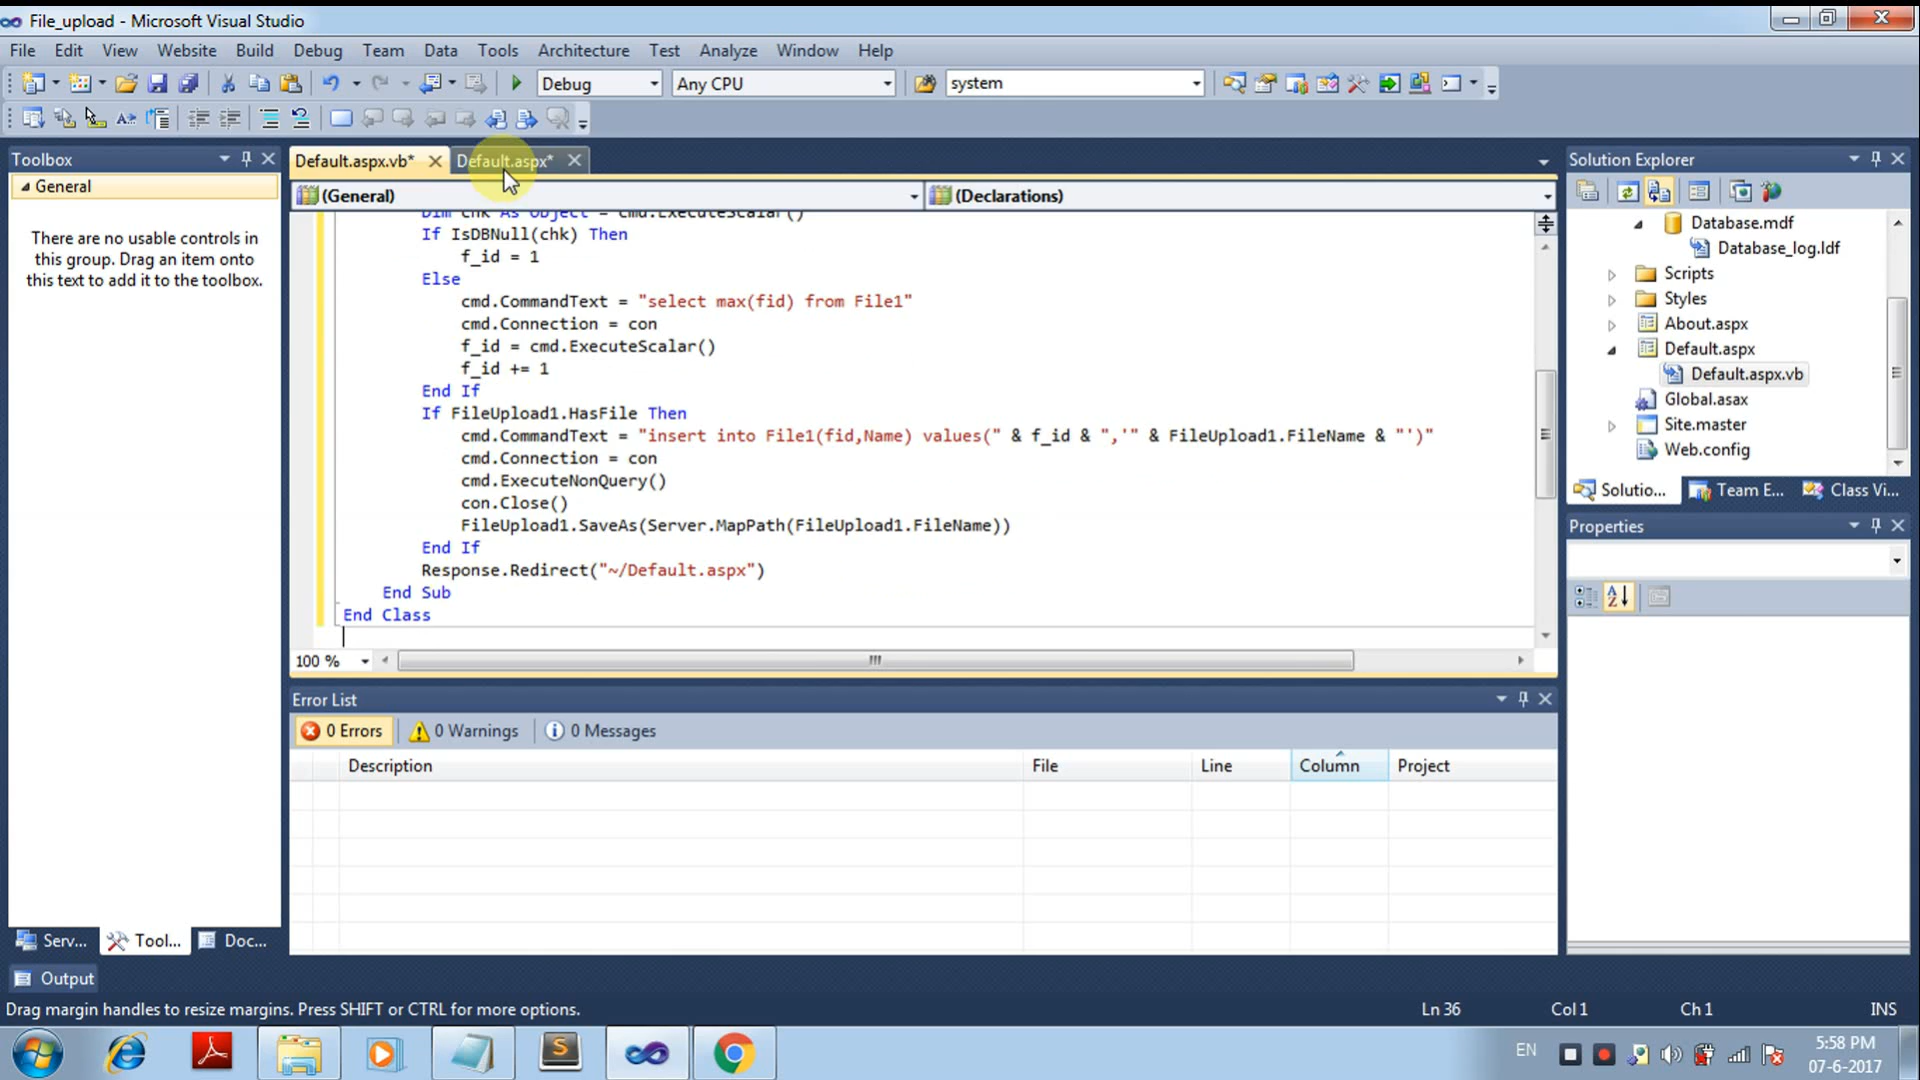 File_upload - Microsoft Visual Studio
File Edit View Website Build Debug Team Data Tools Architecture Test Analyze Window Help
Debug Any CPU system
Toolbox
General
There are no usable controls in
this group. Drag an item onto
this text to add it to the toolbox.
Default.aspx.vb* Default.aspx*
(General) (Declarations)
Dim chk As Object = cmd.ExecuteScalar()
If IsDBNull(chk) Then
f_id = 1
Else
cmd.CommandText = "select max(fid) from File1"
cmd.Connection = con
f_id = cmd.ExecuteScalar()
f_id += 1
End If
If FileUpload1.HasFile Then
cmd.CommandText = "insert into File1(fid,Name) values(" & f_id & ",'" & FileUpload1.FileName & "')"
cmd.Connection = con
cmd.ExecuteNonQuery()
con.Close()
FileUpload1.SaveAs(Server.MapPath(FileUpload1.FileName))
End If
Response.Redirect("~/Default.aspx")
End Sub
End Class
100 %
Error List
0 Errors 0 Warnings 0 Messages
Description File Line Column Project
Solution Explorer
Database.mdf
Database_log.ldf
Scripts
Styles
About.aspx
Default.aspx
Default.aspx.vb
Global.asax
Site.master
Web.config
Solutio... Team E... Class Vi...
Properties
Serv... Tool... Doc...
Output
Drag margin handles to resize margins. Press SHIFT or CTRL for more options.
Ln 36 Col 1 Ch 1 INS
EN
5:58 PM
07-6-2017